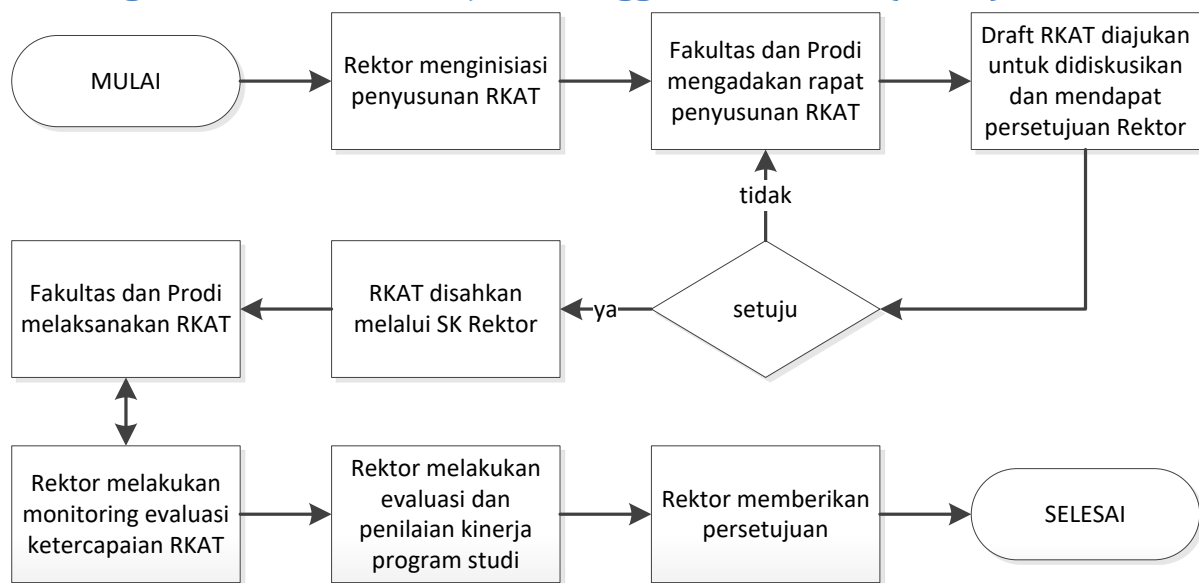 MULAI
Rektor menginisiasi
penyusunan RKAT
Fakultas dan Prodi
mengadakan rapat
penyusunan RKAT
Draft RKAT diajukan
untuk didiskusikan
dan mendapat
persetujuan Rektor
tidak
Fakultas dan Prodi
melaksanakan RKAT
RKAT disahkan
melalui SK Rektor
ya
setuju
Rektor melakukan
monitoring evaluasi
ketercapaian RKAT
Rektor melakukan
evaluasi dan
penilaian kinerja
program studi
Rektor memberikan
persetujuan
SELESAI